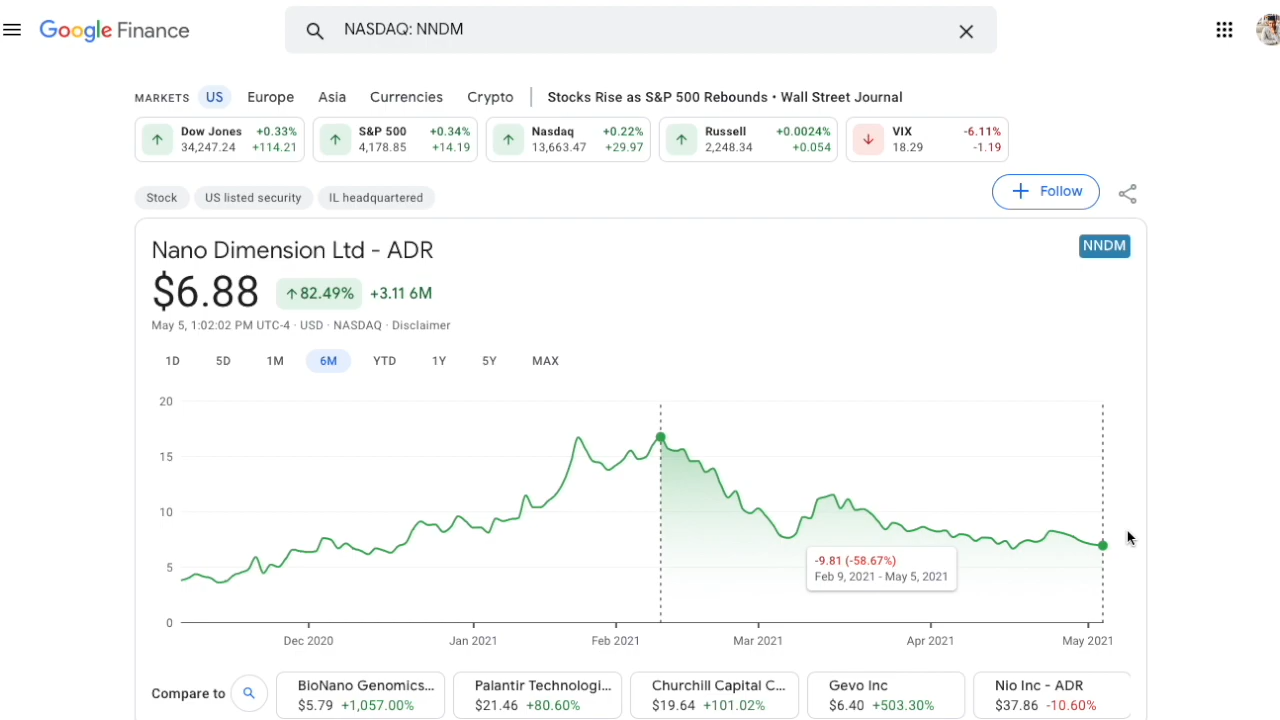 Google Finance
NASDAQ: NNDM
MARKETS US Europe Asia Currencies Crypto Stocks Rise as S&P 500 Rebounds • Wall Street Journal
Dow Jones +0.33%
34,247.24 +114.21
S&P 500 +0.34%
4,178.85 +14.19
Nasdaq +0.22%
13,663.47 +29.97
Russell +0.0024%
2,248.34 +0.054
VIX -6.11%
18.29 -1.19
Stock US listed security IL headquartered
+ Follow
Nano Dimension Ltd - ADR
NNDM
$6.88 ↑82.49% +3.11 6M
May 5, 1:02:02 PM UTC-4 · USD · NASDAQ · Disclaimer
1D 5D 1M 6M YTD 1Y 5Y MAX
20
15
10
5
0
-9.81 (-58.67%)
Feb 9, 2021 - May 5, 2021
Dec 2020 Jan 2021 Feb 2021 Mar 2021 Apr 2021 May 2021
Compare to
BioNano Genomics...
$5.79 +1,057.00%
Palantir Technologi...
$21.46 +80.60%
Churchill Capital C...
$19.64 +101.02%
Gevo Inc
$6.40 +503.30%
Nio Inc - ADR
$37.86 -10.60%